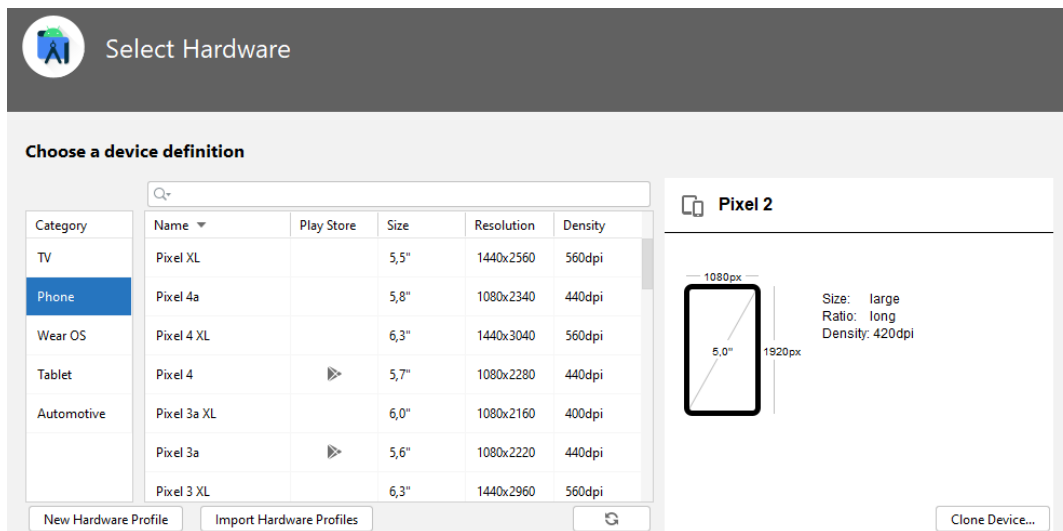 Select Hardware
Choose a device definition
Category
TV
Phone
Wear OS
Tablet
Automotive
Name Play Store Size Resolution Density
Pixel XL 5,5" 1440x2560 560dpi
Pixel 4a 5,8" 1080x2340 440dpi
Pixel 4 XL 6,3" 1440x3040 560dpi
Pixel 4 5,7" 1080x2280 440dpi
Pixel 3a XL 6,0" 1080x2160 400dpi
Pixel 3a 5,6" 1080x2220 440dpi
Pixel 3 XL 6,3" 1440x2960 560dpi
New Hardware Profile
Import Hardware Profiles
Pixel 2
1080px
5,0"
1920px
Size: large
Ratio: long
Density: 420dpi
Clone Device...